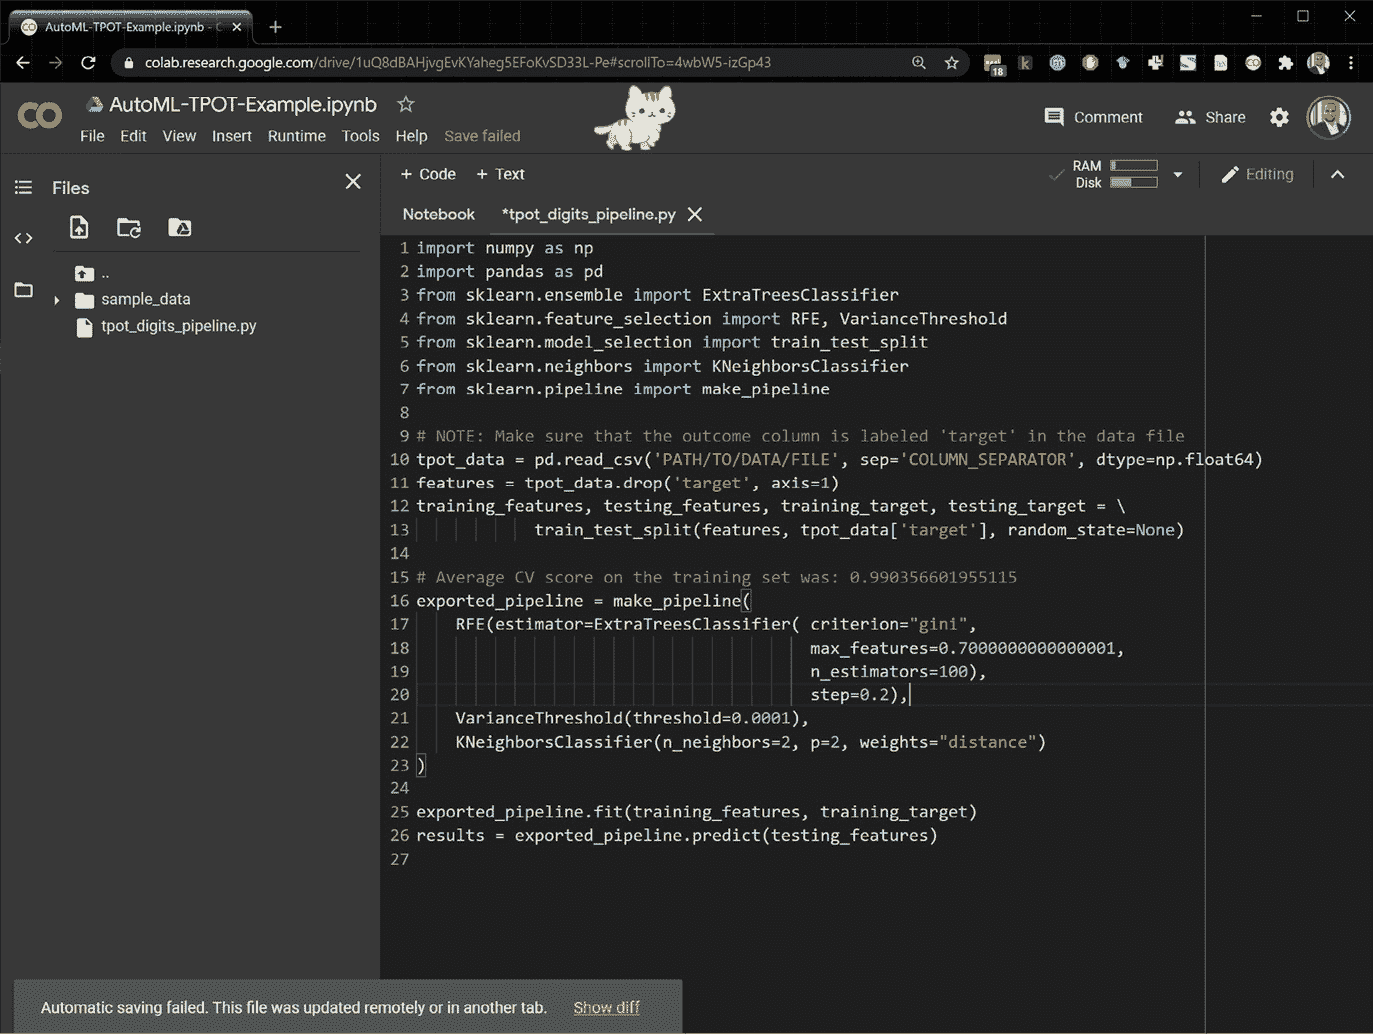 AutoML-TPOT-Example.ipynb - C
colab.research.google.com/drive/1uQ8dBAHjvgEvKYaheg5EFoKvSD33L-Pe#scrollTo=4wbW5-izGp43
18
k
CO
AutoML-TPOT-Example.ipynb
File Edit View Insert Runtime Tools Help Save failed
Comment Share
Files
+ Code + Text
RAM
Disk
Editing
Notebook *tpot_digits_pipeline.py
..
sample_data
tpot_digits_pipeline.py
1 import numpy as np
2 import pandas as pd
3 from sklearn.ensemble import ExtraTreesClassifier
4 from sklearn.feature_selection import RFE, VarianceThreshold
5 from sklearn.model_selection import train_test_split
6 from sklearn.neighbors import KNeighborsClassifier
7 from sklearn.pipeline import make_pipeline
8
9 # NOTE: Make sure that the outcome column is labeled 'target' in the data file
10 tpot_data = pd.read_csv('PATH/TO/DATA/FILE', sep='COLUMN_SEPARATOR', dtype=np.float64)
11 features = tpot_data.drop('target', axis=1)
12 training_features, testing_features, training_target, testing_target = \
13 train_test_split(features, tpot_data['target'], random_state=None)
14
15 # Average CV score on the training set was: 0.990356601955115
16 exported_pipeline = make_pipeline(
17 RFE(estimator=ExtraTreesClassifier( criterion="gini",
18 max_features=0.7000000000000001,
19 n_estimators=100),
20 step=0.2),
21 VarianceThreshold(threshold=0.0001),
22 KNeighborsClassifier(n_neighbors=2, p=2, weights="distance")
23 )
24
25 exported_pipeline.fit(training_features, training_target)
26 results = exported_pipeline.predict(testing_features)
27
Automatic saving failed. This file was updated remotely or in another tab. Show diff